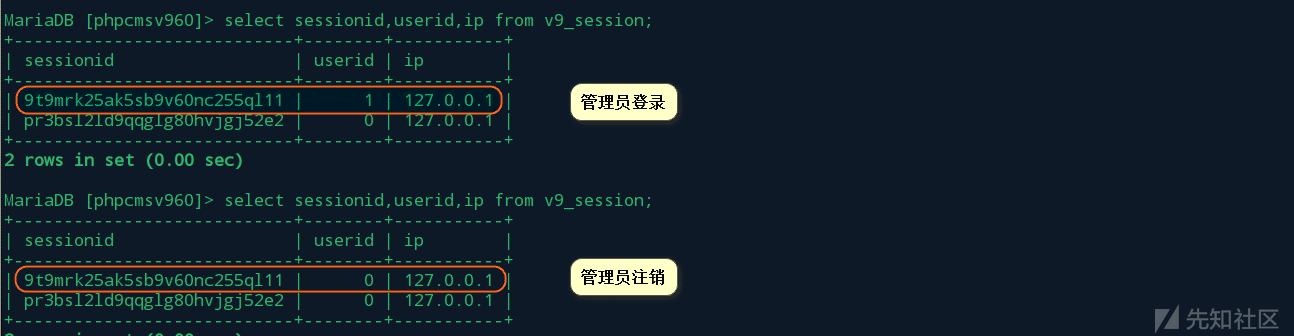 MariaDB [phpcmsv960]> select sessionid,userid,ip from v9_session;
+----------------------------+--------+-----------+
| sessionid                  | userid | ip        |
+----------------------------+--------+-----------+
| 9t9mrk25ak5sb9v60nc255ql11 |      1 | 127.0.0.1 |
管理员登录
| pr3bsl2ld9qqglg80hvjgj52e2 |      0 | 127.0.0.1 |
+----------------------------+--------+-----------+
2 rows in set (0.00 sec)
MariaDB [phpcmsv960]> select sessionid,userid,ip from v9_session;
+----------------------------+--------+-----------+
| sessionid                  | userid | ip        |
+----------------------------+--------+-----------+
| 9t9mrk25ak5sb9v60nc255ql11 |      0 | 127.0.0.1 |
管理员注销
| pr3bsl2ld9qqglg80hvjgj52e2 |      0 | 127.0.0.1 |
+----------------------------+--------+-----------+
先知社区